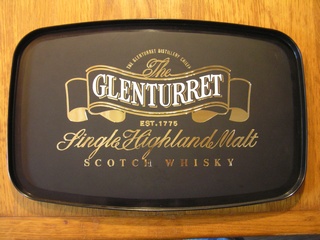 THE GLENTURRET DISTILLERY CRIEFF
The
GLENTURRET
EST. 1775
Single Highland Malt
SCOTCH WHISKY